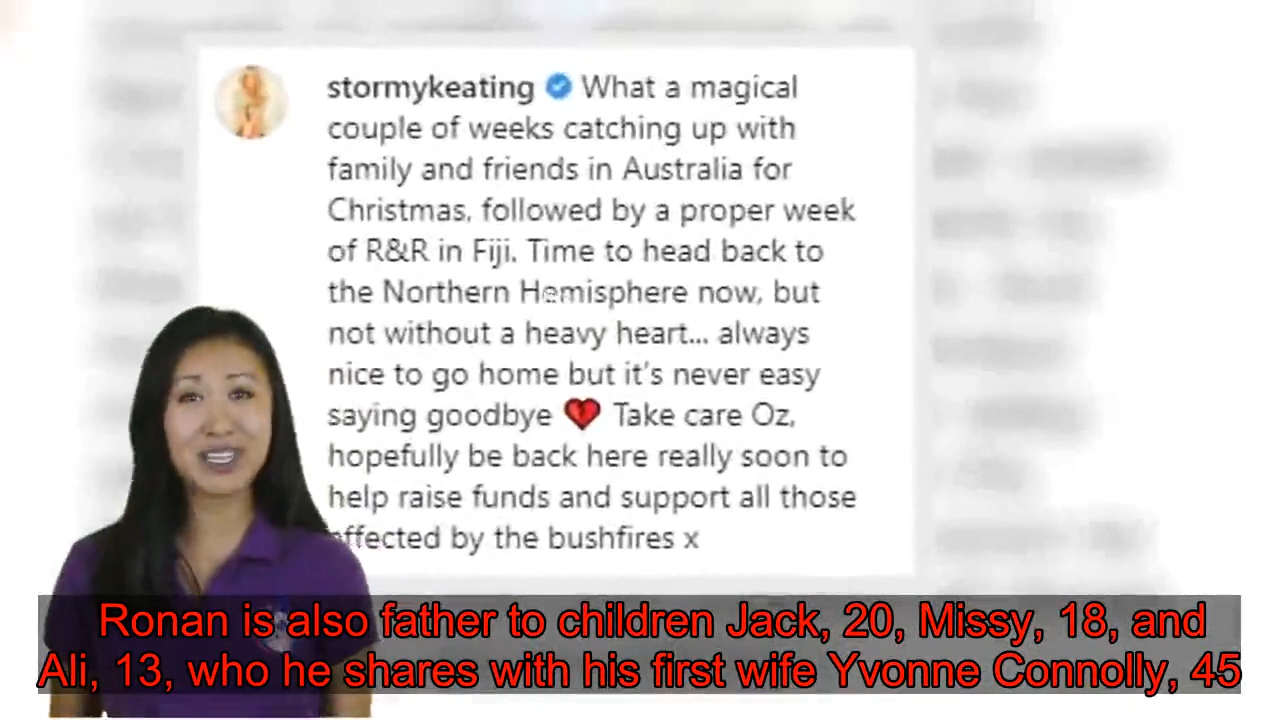 stormykeating What a magical
couple of weeks catching up with
family and friends in Australia for
Christmas, followed by a proper week
of R&R in Fiji. Time to head back to
the Northern Hemisphere now, but
not without a heavy heart... always
nice to go home but it's never easy
saying goodbye 💔 Take care Oz,
hopefully be back here really soon to
help raise funds and support all those
effected by the bushfires x
Ronan is also father to children Jack, 20, Missy, 18, and
Ali, 13, who he shares with his first wife Yvonne Connolly, 45